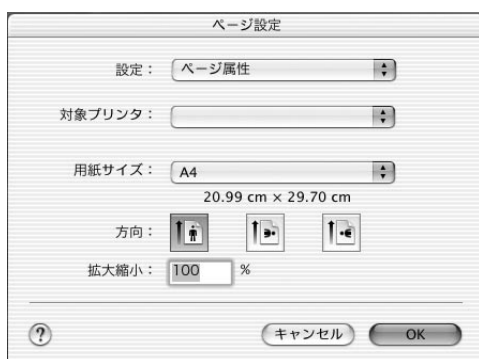 ページ設定
設定： ページ属性
対象プリンタ：
用紙サイズ： A4
20.99 cm × 29.70 cm
方向：
拡大縮小： 100 %
? キャンセル OK